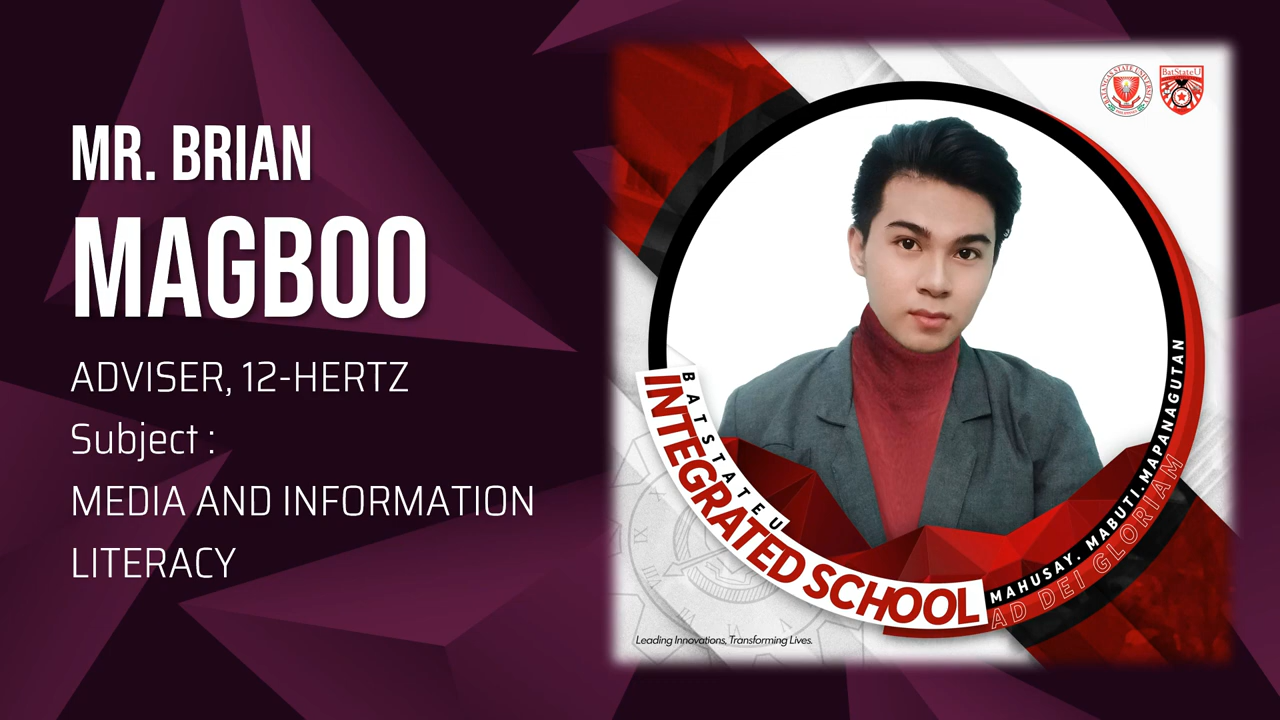 MR. BRIAN
MAGBOO
ADVISER, 12-HERTZ
Subject :
MEDIA AND INFORMATION
LITERACY
BatStateU
BATSTATEU
INTEGRATED SCHOOL
MAHUSAY. MABUTI. MAPANAGUTAN
AD DEI GLORIAM
Leading Innovations, Transforming Lives.